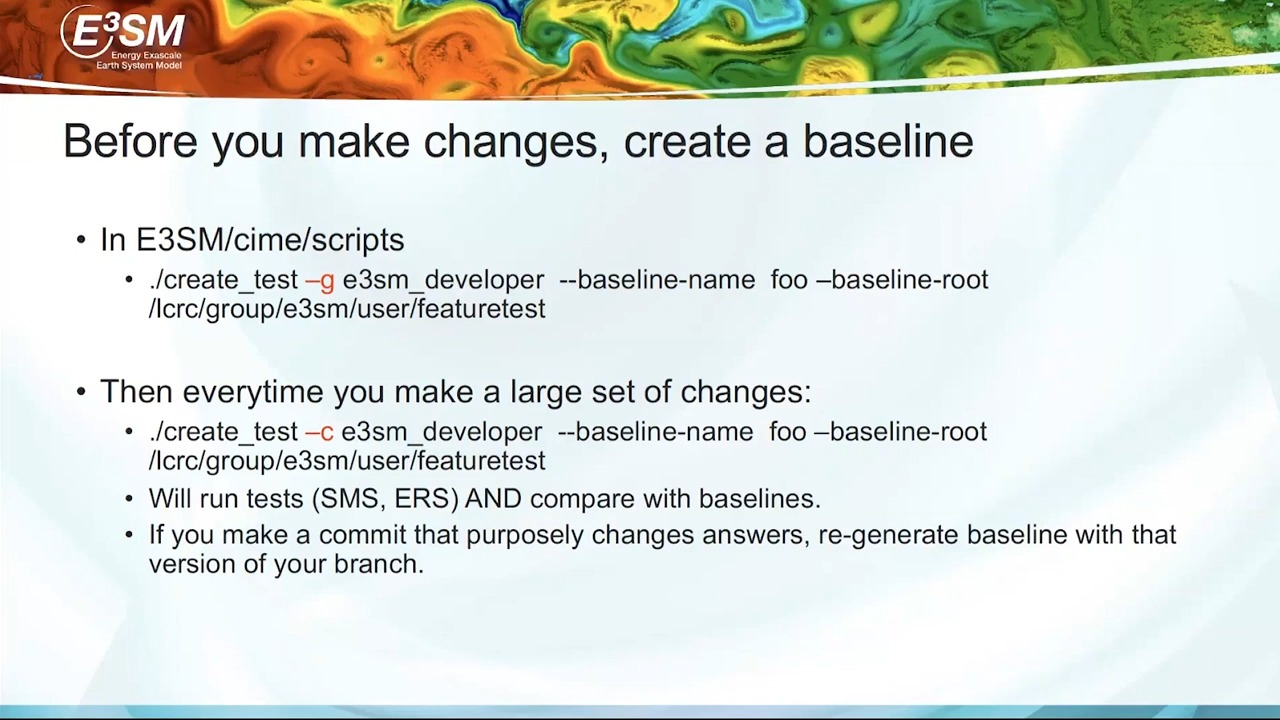 E³SM
Energy Exascale
Earth System Model
Before you make changes, create a baseline
• In E3SM/cime/scripts
• ./create_test –g e3sm_developer  --baseline-name  foo –baseline-root
/lcrc/group/e3sm/user/featuretest
• Then everytime you make a large set of changes:
• ./create_test –c e3sm_developer  --baseline-name  foo –baseline-root
/lcrc/group/e3sm/user/featuretest
• Will run tests (SMS, ERS) AND compare with baselines.
• If you make a commit that purposely changes answers, re-generate baseline with that
version of your branch.